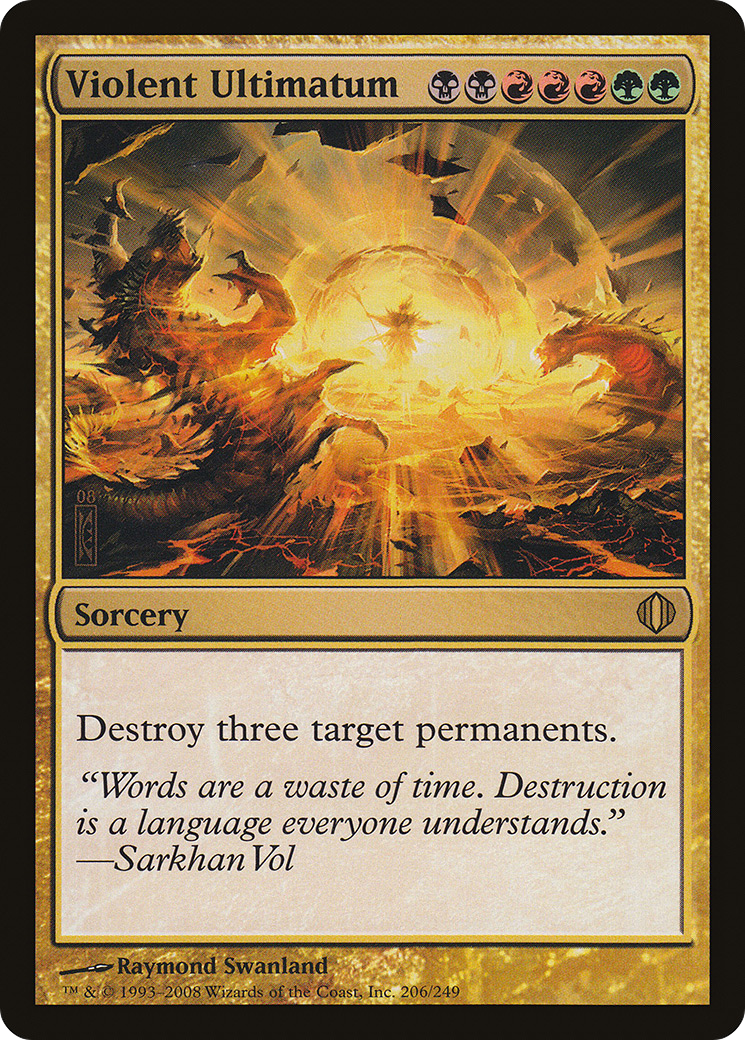 Violent Ultimatum
Sorcery
08
Destroy three target permanents.
“Words are a waste of time. Destruction
is a language everyone understands.”
—Sarkhan Vol
Raymond Swanland
™ & © 1993–2008 Wizards of the Coast, Inc. 206/249